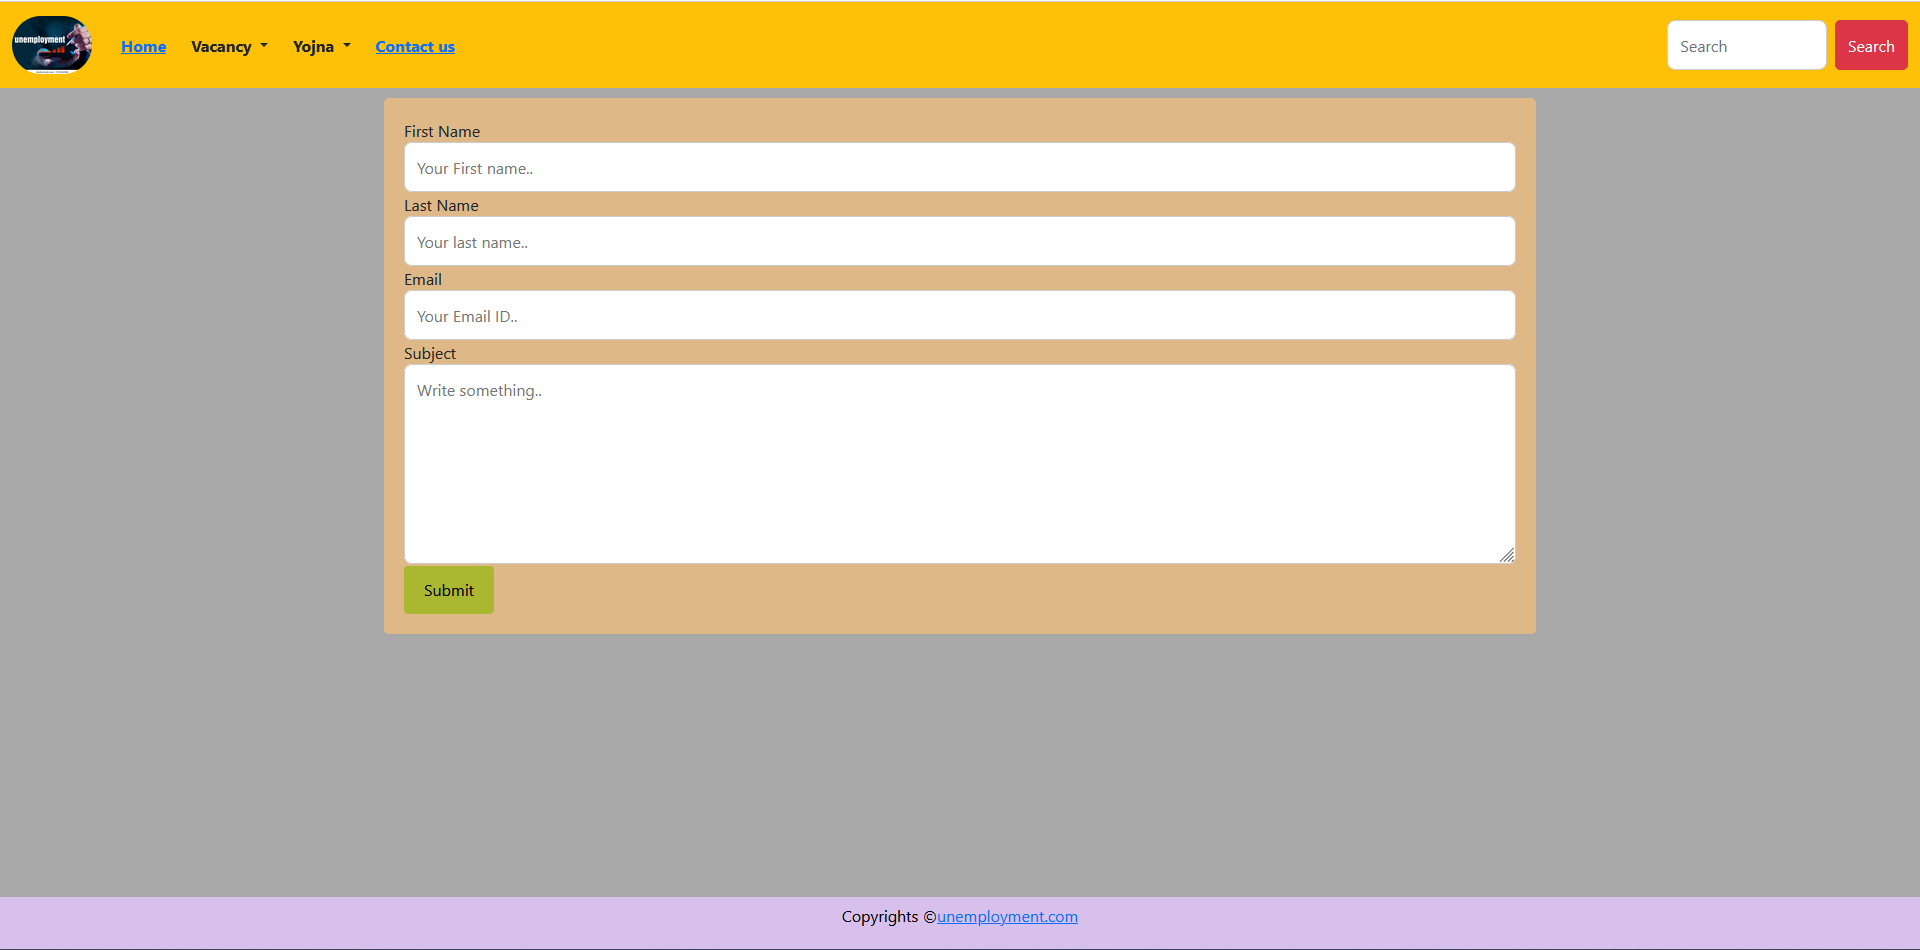 unemployment
Home Vacancy Yojna Contact us Search Search
First Name
Your First name..
Last Name
Your last name..
Email
Your Email ID..
Subject
Write something..
Submit
Copyrights ©unemployment.com